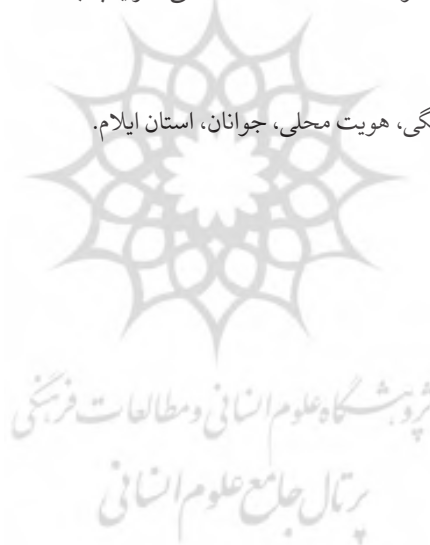 گی، هویت محلی، جوانان، استان ایلام.
پژوهشگاه علوم انسانی و مطالعات فرهنگی
پرتال جامع علوم انسانی